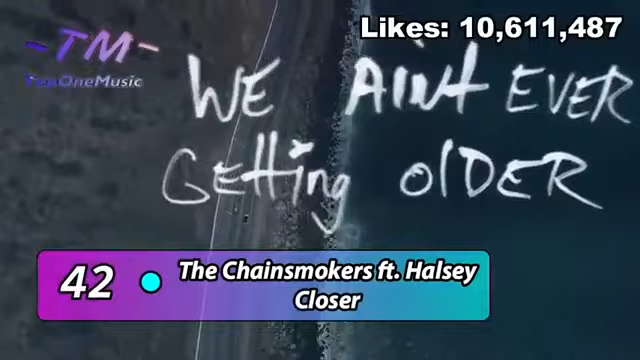 Likes: 10,611,487
~TM~
TopOneMusic
WE AiNt EVER
GEtting OlDER
42
The Chainsmokers ft. Halsey
Closer